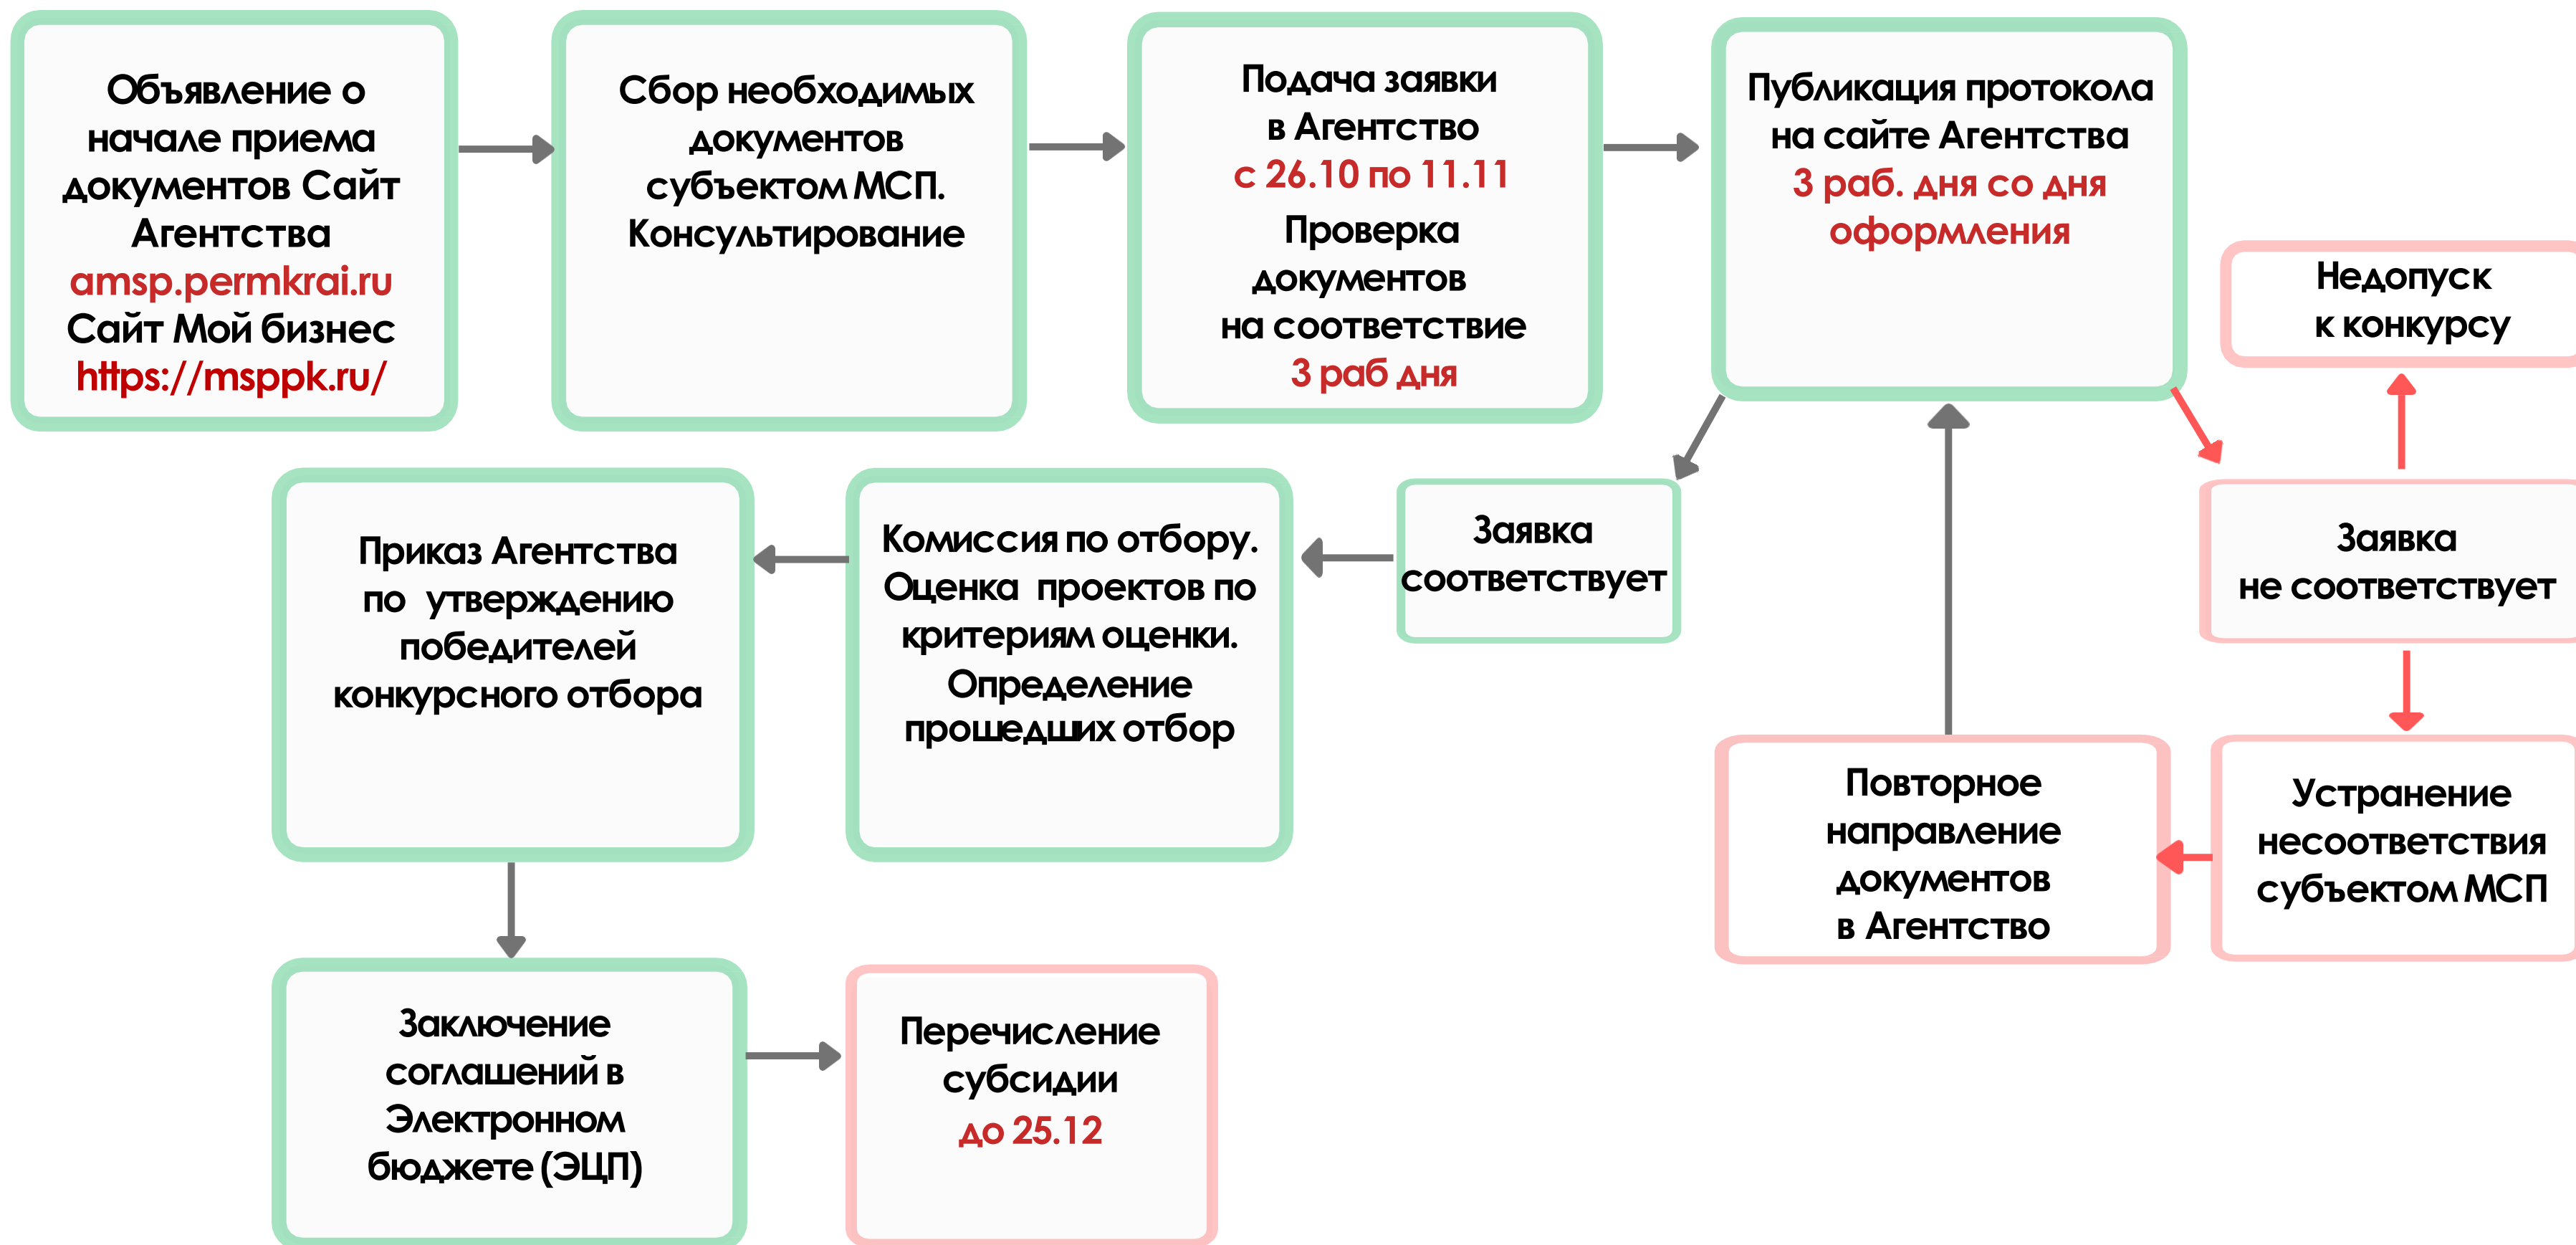 Объявление о
начале приема
документов Сайт
Агентства
amsp.permkrai.ru
Сайт Мой бизнес
https://msppk.ru/
Сбор необходимых
документов
субъектом МСП.
Консультирование
Подача заявки
в Агентство
с 26.10 по 11.11
Проверка
документов
на соответствие
3 раб дня
Публикация протокола
на сайте Агентства
3 раб. дня со дня
оформления
Недопуск
к конкурсу
Приказ Агентства
по утверждению
победителей
конкурсного отбора
Комиссия по отбору.
Оценка проектов по
критериям оценки.
Определение
прошедших отбор
Заявка
соответствует
Заявка
не соответствует
Повторное
направление
документов
в Агентство
Устранение
несоответствия
субъектом МСП
Заключение
соглашений в
Электронном
бюджете (ЭЦП)
Перечисление
субсидии
до 25.12